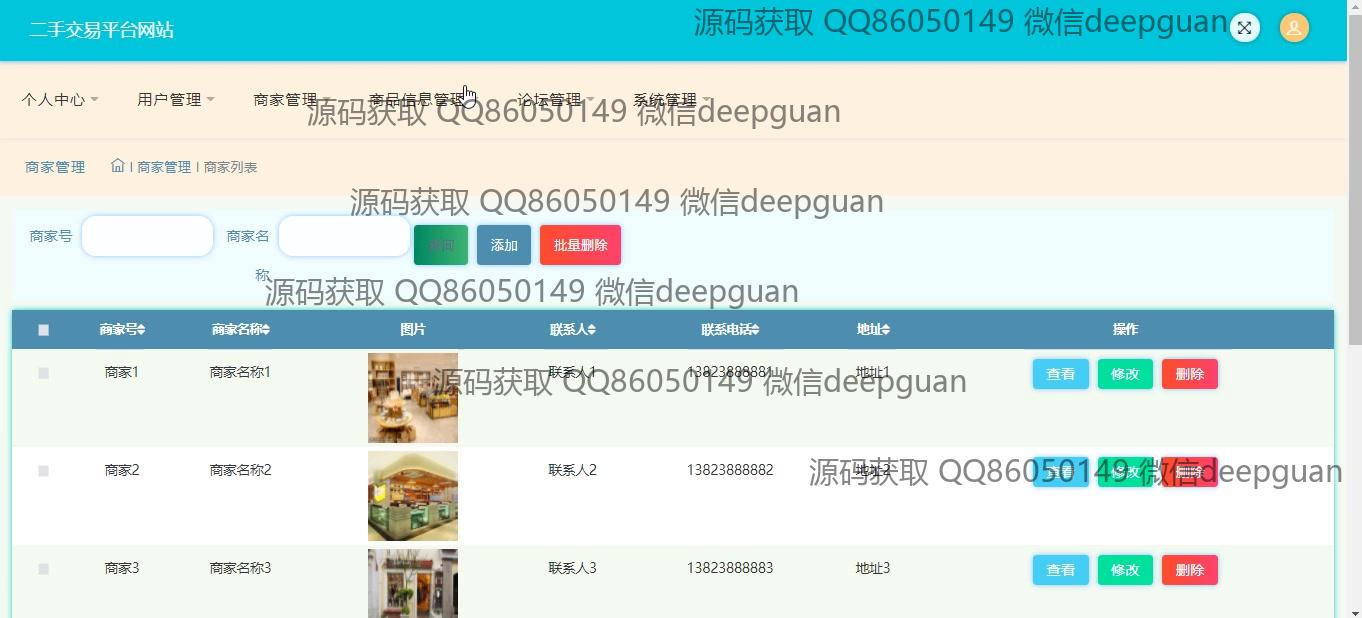 二手交易平台网站
源码获取 QQ86050149 微信deepguan
个人中心 用户管理 商家管理 商品信息管理 论坛管理 系统管理
源码获取 QQ86050149 微信deepguan
商家管理 | 商家管理 | 商家列表
源码获取 QQ86050149 微信deepguan
商家号 商家名称 查询 添加 批量删除
源码获取 QQ86050149 微信deepguan
商家号 商家名称 图片 联系人 联系电话 地址 操作
商家1 商家名称1 联系人1 13823888881 地址1 查看 修改 删除
源码获取 QQ86050149 微信deepguan
商家2 商家名称2 联系人2 13823888882 地址2 查看 修改 删除
源码获取 QQ86050149 微信deepguan
商家3 商家名称3 联系人3 13823888883 地址3 查看 修改 删除